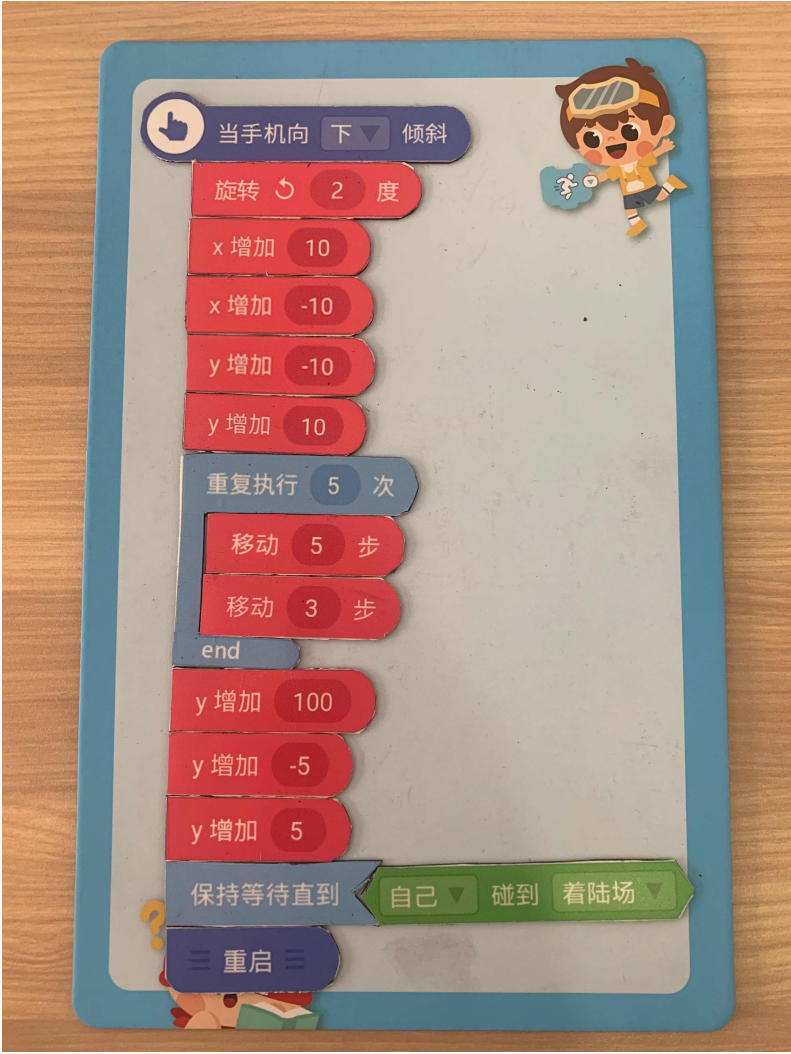 当手机向 下 倾斜
旋转 2 度
x 增加 10
x 增加 -10
y 增加 -10
y 增加 10
重复执行 5 次
移动 5 步
移动 3 步
end
y 增加 100
y 增加 -5
y 增加 5
保持等待直到 自己 碰到 着陆场
重启